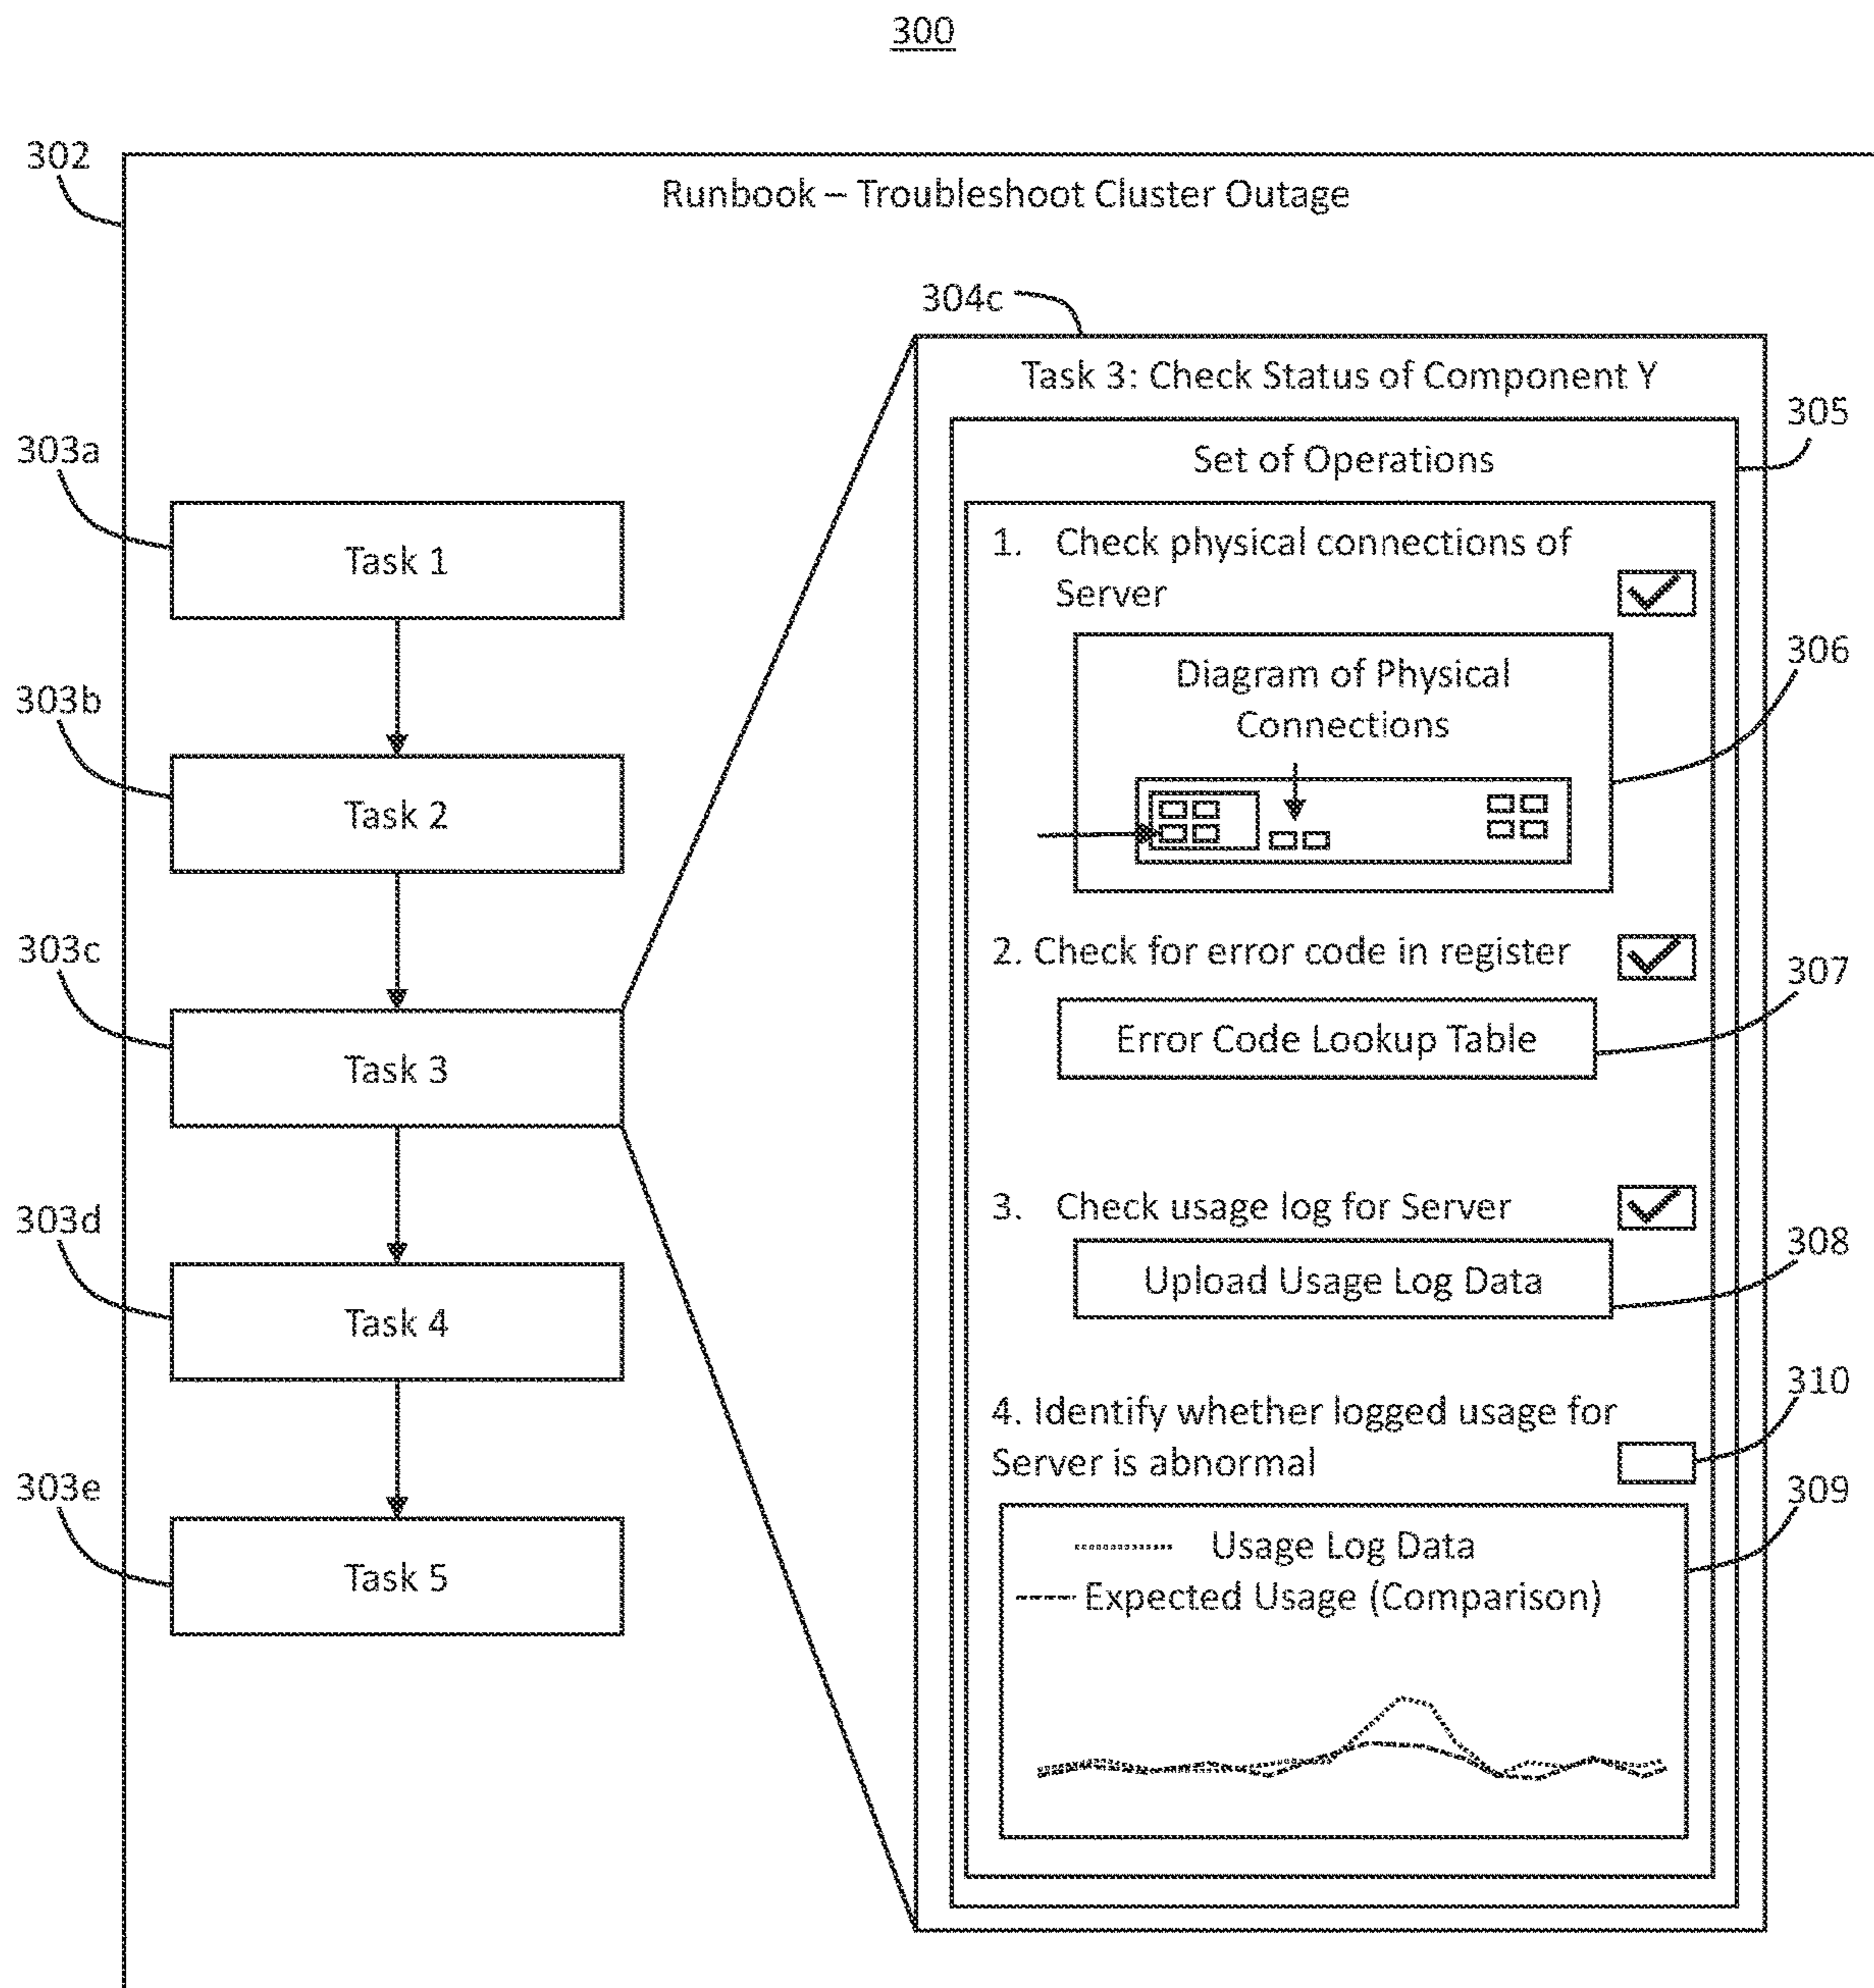 300
302
Runbook – Troubleshoot Cluster Outage
304c
Task 3: Check Status of Component Y
305
Set of Operations
303a
Task 1
1. Check physical connections of
Server
306
Diagram of Physical
Connections
303b
Task 2
303c
Task 3
2. Check for error code in register
307
Error Code Lookup Table
303d
Task 4
3. Check usage log for Server
308
Upload Usage Log Data
310
4. Identify whether logged usage for
Server is abnormal
309
303e
Task 5
Usage Log Data
Expected Usage (Comparison)